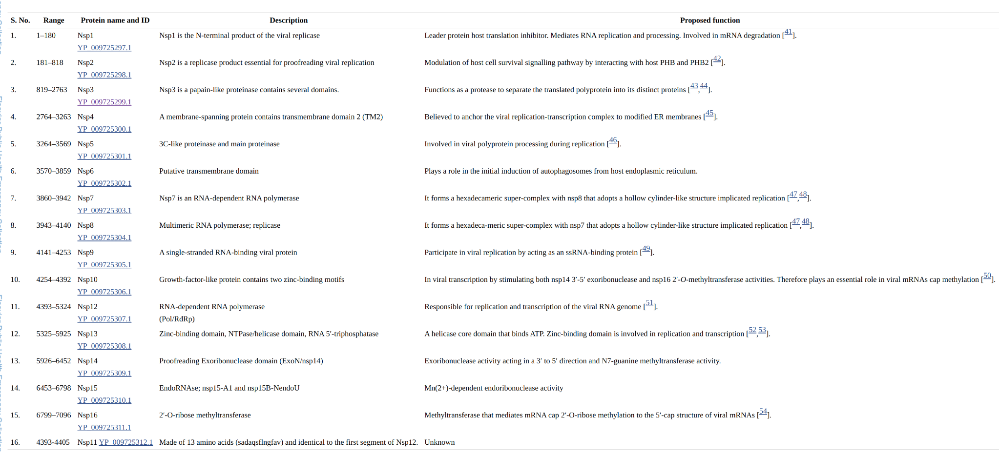 S. No. Range Protein name and ID Description Proposed function
1. 1–180 Nsp1 Nsp1 is the N-terminal product of the viral replicase Leader protein host translation inhibitor. Mediates RNA replication and processing. Involved in mRNA degradation [41].
YP_009725297.1
2. 181–818 Nsp2 Nsp2 is a replicase product essential for proofreading viral replication Modulation of host cell survival signalling pathway by interacting with host PHB and PHB2 [42].
YP_009725298.1
3. 819–2763 Nsp3 Nsp3 is a papain-like proteinase contains several domains. Functions as a protease to separate the translated polyprotein into its distinct proteins [43,44].
YP_009725299.1
4. 2764–3263 Nsp4 A membrane-spanning protein contains transmembrane domain 2 (TM2) Believed to anchor the viral replication-transcription complex to modified ER membranes [45].
YP_009725300.1
5. 3264–3569 Nsp5 3C-like proteinase and main proteinase Involved in viral polyprotein processing during replication [46].
YP_009725301.1
6. 3570–3859 Nsp6 Putative transmembrane domain Plays a role in the initial induction of autophagosomes from host endoplasmic reticulum.
YP_009725302.1
7. 3860–3942 Nsp7 Nsp7 is an RNA-dependent RNA polymerase It forms a hexadecameric super-complex with nsp8 that adopts a hollow cylinder-like structure implicated replication [47,48].
YP_009725303.1
8. 3943–4140 Nsp8 Multimeric RNA polymerase; replicase It forms a hexadeca-meric super-complex with nsp7 that adopts a hollow cylinder-like structure implicated replication [47,48].
YP_009725304.1
9. 4141–4253 Nsp9 A single-stranded RNA-binding viral protein Participate in viral replication by acting as an ssRNA-binding protein [49].
YP_009725305.1
10. 4254–4392 Nsp10 Growth-factor-like protein contains two zinc-binding motifs In viral transcription by stimulating both nsp14 3′-5′ exoribonuclease and nsp16 2′-O-methyltransferase activities. Therefore plays an essential role in viral mRNAs cap methylation [50].
YP_009725306.1
11. 4393–5324 Nsp12 RNA-dependent RNA polymerase Responsible for replication and transcription of the viral RNA genome [51].
YP_009725307.1 (Pol/RdRp)
12. 5325–5925 Nsp13 Zinc-binding domain, NTPase/helicase domain, RNA 5′-triphosphatase A helicase core domain that binds ATP. Zinc-binding domain is involved in replication and transcription [52,53].
YP_009725308.1
13. 5926–6452 Nsp14 Proofreading Exoribonuclease domain (ExoN/nsp14) Exoribonuclease activity acting in a 3′ to 5′ direction and N7-guanine methyltransferase activity.
YP_009725309.1
14. 6453–6798 Nsp15 EndoRNAse; nsp15-A1 and nsp15B-NendoU Mn(2+)-dependent endoribonuclease activity
YP_009725310.1
15. 6799–7096 Nsp16 2′-O-ribose methyltransferase Methyltransferase that mediates mRNA cap 2′-O-ribose methylation to the 5′-cap structure of viral mRNAs [54].
YP_009725311.1
16. 4393-4405 Nsp11 YP_009725312.1 Made of 13 amino acids (sadaqsflngfav) and identical to the first segment of Nsp12. Unknown